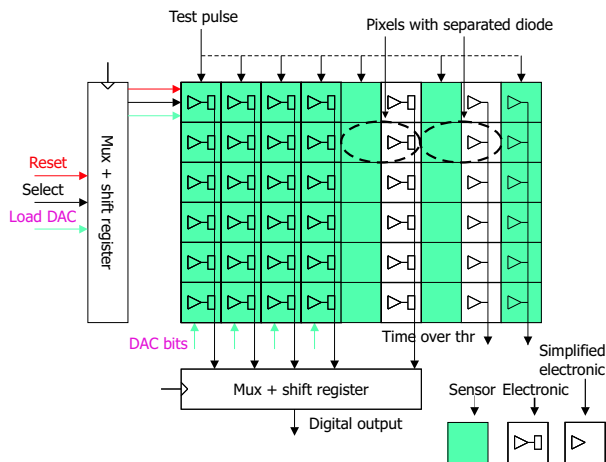 Test pulse
Pixels with separated diode
Mux + shift register
Reset
Select
Load DAC
DAC bits
Time over thr
Simplified
electronic
Mux + shift register
Sensor Electronic
Digital output